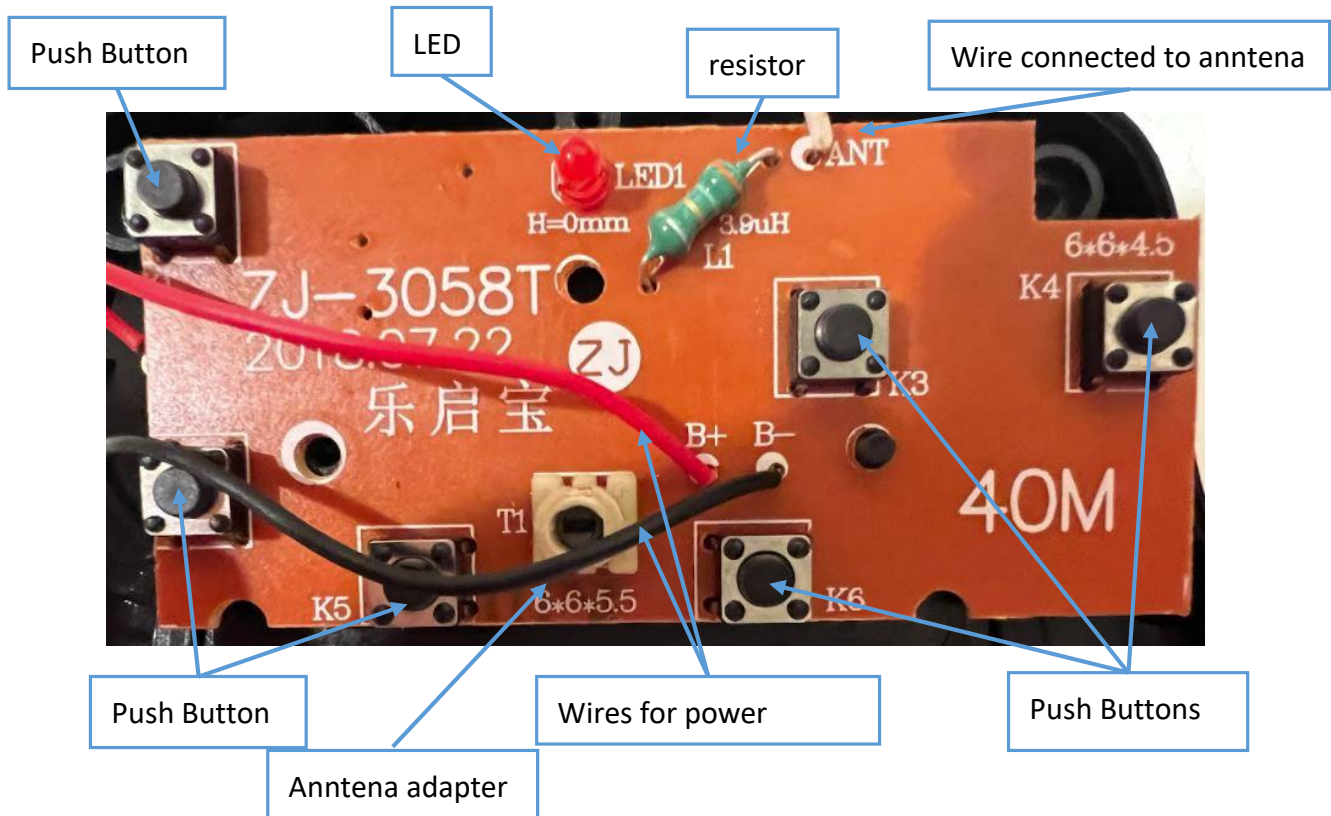 Push Button
LED
resistor
Wire connected to anntena
LED1
ANT
H=0mm
3.9uH
L1
6*6*4.5
K4
ZJ-3058T
ZJ
K3
乐启宝
B+
B-
40M
T1
K5
6*6*5.5
K6
Push Button
Wires for power
Push Buttons
Anntena adapter